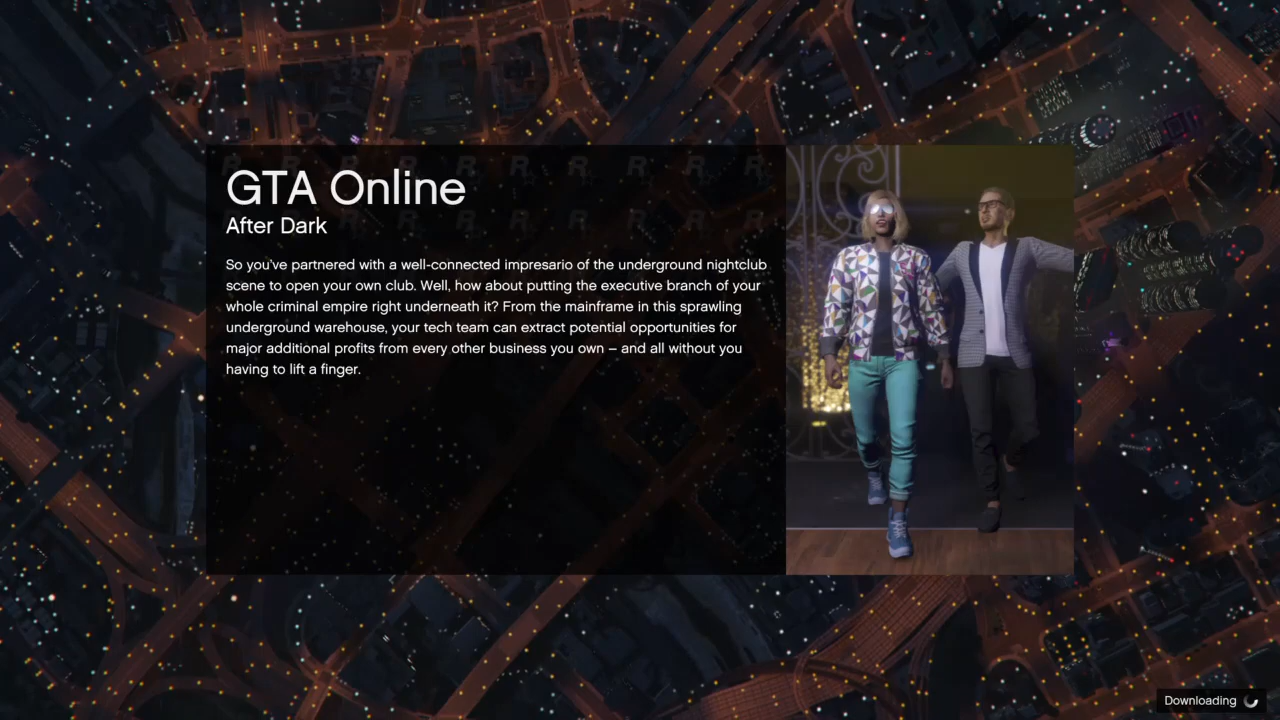 GTA Online
After Dark
So you've partnered with a well-connected impresario of the underground nightclub
scene to open your own club. Well, how about putting the executive branch of your
whole criminal empire right underneath it? From the mainframe in this sprawling
underground warehouse, your tech team can extract potential opportunities for
major additional profits from every other business you own – and all without you
having to lift a finger.
Downloading